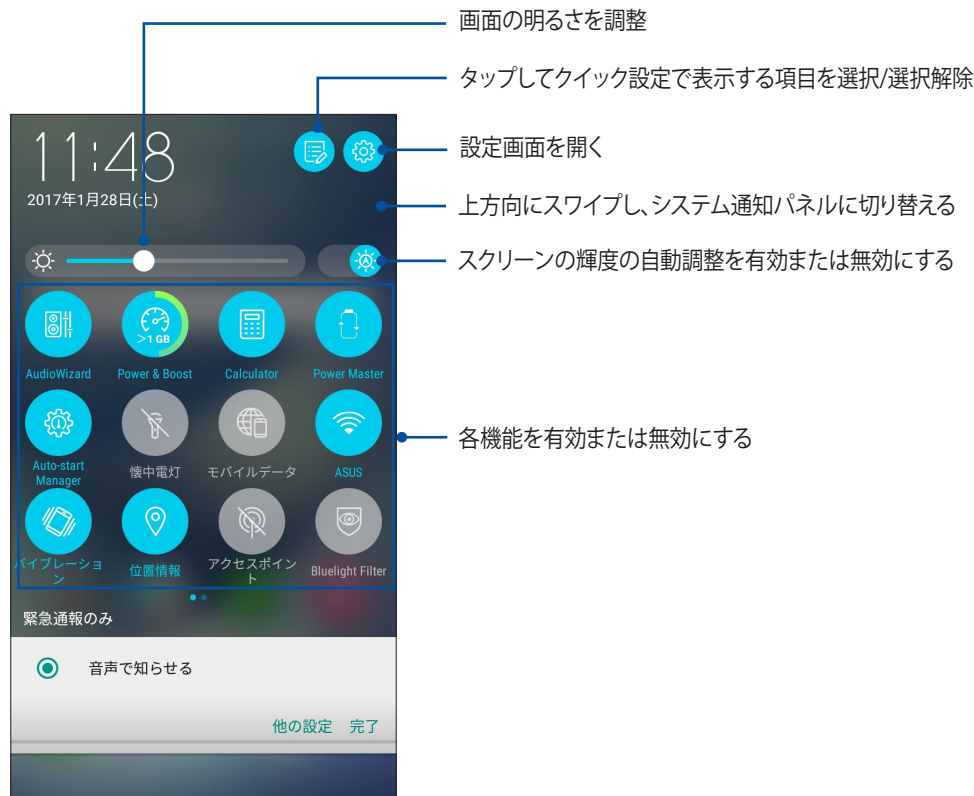 画面の明るさを調整
タップしてクイック設定で表示する項目を選択/選択解除
設定画面を開く
上方向にスワイプし、システム通知パネルに切り替える
スクリーンの輝度の自動調整を有効または無効にする
各機能を有効または無効にする
11:48
2017年1月28日(土)
A
>1 GB
AudioWizard
Power & Boost
Calculator
Power Master
Auto-start
Manager
懐中電灯
モバイルデータ
ASUS
バイブレーショ
ン
位置情報
アクセスポイン
ト
Bluelight Filter
緊急通報のみ
音声で知らせる
他の設定 完了